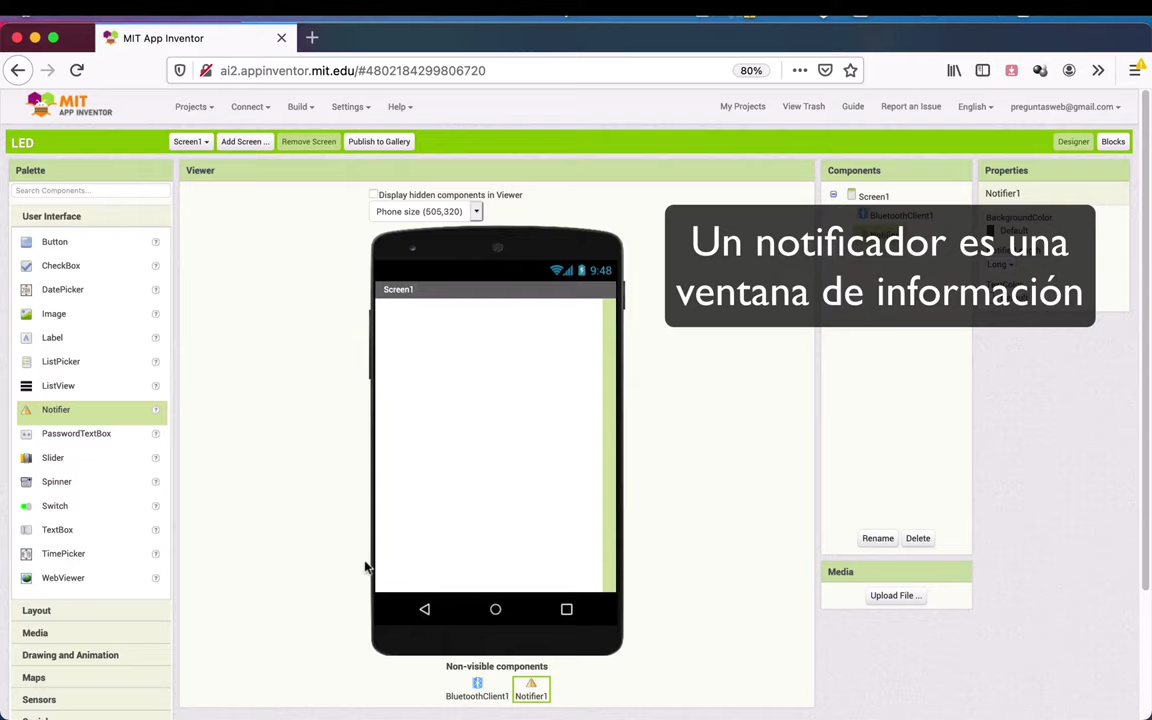 MIT App Inventor
ai2.appinventor.mit.edu/#4802184299806720
80%
MIT
APP INVENTOR
Projects
Connect
Build
Settings
Help
My Projects
View Trash
Guide
Report an Issue
English
preguntasweb@gmail.com
LED
Screen1
Add Screen ...
Remove Screen
Publish to Gallery
Designer
Blocks
Palette
Search Components...
User Interface
Button
CheckBox
DatePicker
Image
Label
ListPicker
ListView
Notifier
PasswordTextBox
Slider
Spinner
Switch
TextBox
TimePicker
WebViewer
Layout
Media
Drawing and Animation
Maps
Sensors
Viewer
Display hidden components in Viewer
Phone size (505,320)
9:48
Screen1
Non-visible components
BluetoothClient1
Notifier1
Un notificador es una
ventana de información
Components
Screen1
BluetoothClient1
Rename
Delete
Media
Upload File ...
Properties
Notifier1
BackgroundColor
Default
Long